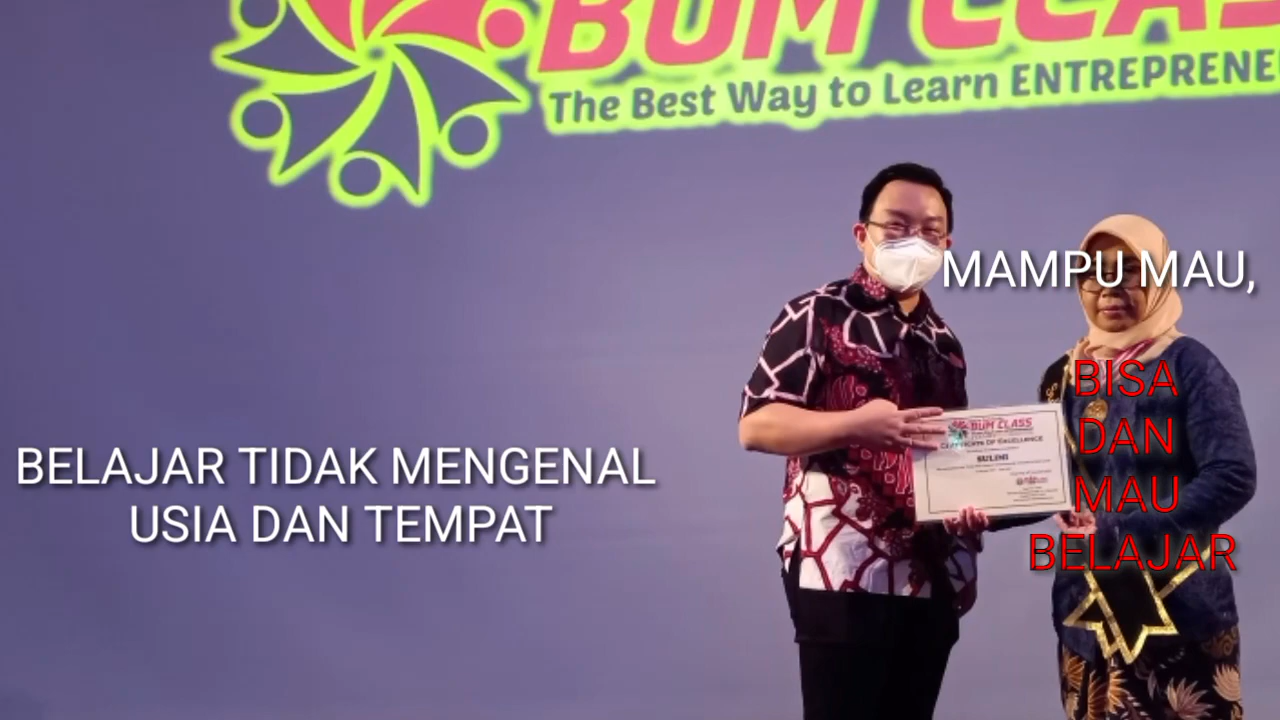 BUM CLAS
The Best Way to Learn ENTREPRENE
MAMPU MAU,
BISA
DAN
MAU
BELAJAR
BELAJAR TIDAK MENGENAL
USIA DAN TEMPAT
BUM CLASS
CERTIFICATE OF EXCELLENCE
SULINI